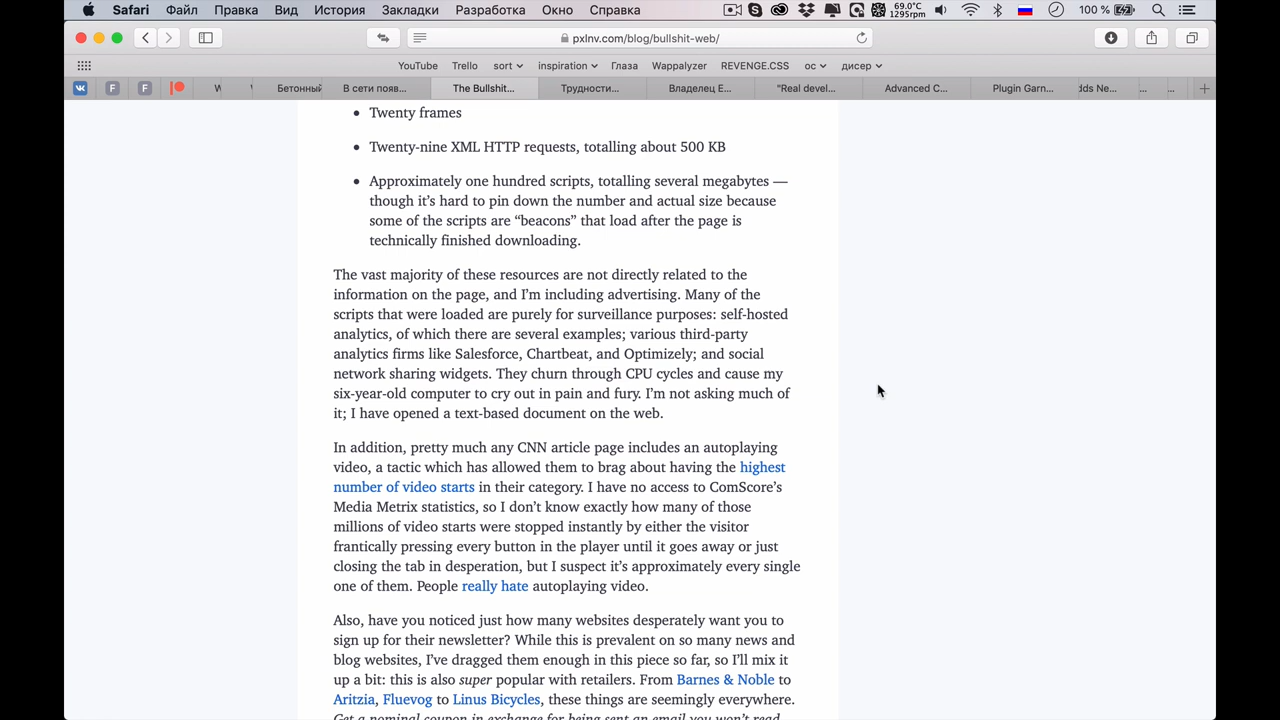 Safari Файл Правка Вид История Закладки Разработка Окно Справка 69.0°C 1295rpm 100 %
pxlnv.com/blog/bullshit-web/
YouTube Trello sort inspiration Глаза Wappalyzer REVENGE.CSS ос дисер
F F Бетонный В сети появ... The Bullshit... Трудности... Владелец Е... "Real devel... Advanced C... Plugin Garn... dds Ne... ... ...
• Twenty frames
• Twenty-nine XML HTTP requests, totalling about 500 KB
• Approximately one hundred scripts, totalling several megabytes —
though it’s hard to pin down the number and actual size because
some of the scripts are “beacons” that load after the page is
technically finished downloading.
The vast majority of these resources are not directly related to the
information on the page, and I’m including advertising. Many of the
scripts that were loaded are purely for surveillance purposes: self-hosted
analytics, of which there are several examples; various third-party
analytics firms like Salesforce, Chartbeat, and Optimizely; and social
network sharing widgets. They churn through CPU cycles and cause my
six-year-old computer to cry out in pain and fury. I’m not asking much of
it; I have opened a text-based document on the web.
In addition, pretty much any CNN article page includes an autoplaying
video, a tactic which has allowed them to brag about having the highest
number of video starts in their category. I have no access to ComScore’s
Media Metrix statistics, so I don’t know exactly how many of those
millions of video starts were stopped instantly by either the visitor
frantically pressing every button in the player until it goes away or just
closing the tab in desperation, but I suspect it’s approximately every single
one of them. People really hate autoplaying video.
Also, have you noticed just how many websites desperately want you to
sign up for their newsletter? While this is prevalent on so many news and
blog websites, I’ve dragged them enough in this piece so far, so I’ll mix it
up a bit: this is also super popular with retailers. From Barnes & Noble to
Aritzia, Fluevog to Linus Bicycles, these things are seemingly everywhere.
Get a nominal coupon in exchange for being sent an email you won’t read